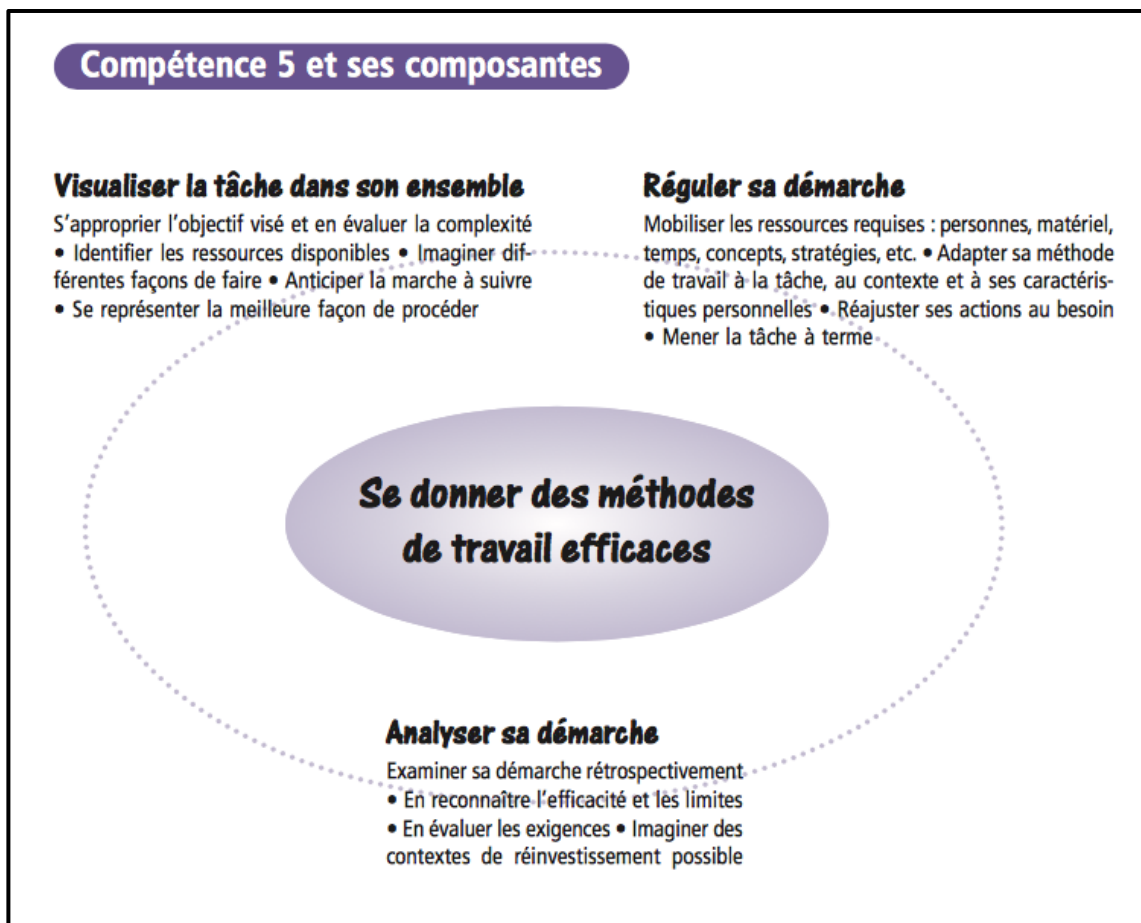 Compétence 5 et ses composantes
Visualiser la tâche dans son ensemble
S’approprier l’objectif visé et en évaluer la complexité
• Identifier les ressources disponibles • Imaginer dif-
férentes façons de faire • Anticiper la marche à suivre
• Se représenter la meilleure façon de procéder
Réguler sa démarche
Mobiliser les ressources requises : personnes, matériel,
temps, concepts, stratégies, etc. • Adapter sa méthode
de travail à la tâche, au contexte et à ses caractéris-
tiques personnelles • Réajuster ses actions au besoin
• Mener la tâche à terme
Se donner des méthodes
de travail efficaces
Analyser sa démarche
Examiner sa démarche rétrospectivement
• En reconnaître l’efficacité et les limites
• En évaluer les exigences • Imaginer des
contextes de réinvestissement possible